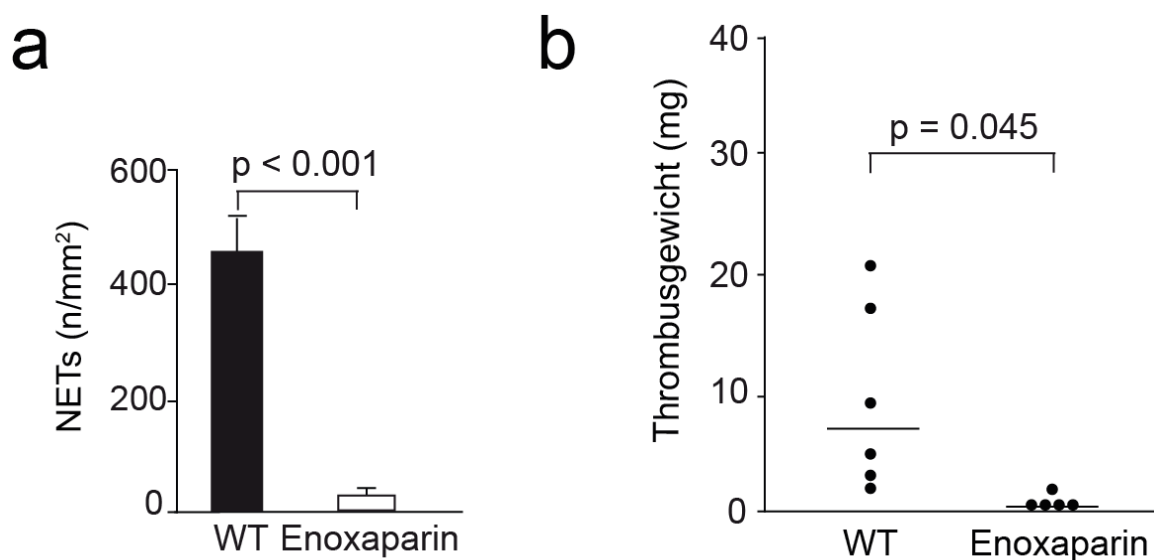 a
NETs (n/mm²)
600
400
200
0
p < 0.001
WT Enoxaparin
b
Thrombusgewicht (mg)
40
30
20
10
0
p = 0.045
WT Enoxaparin